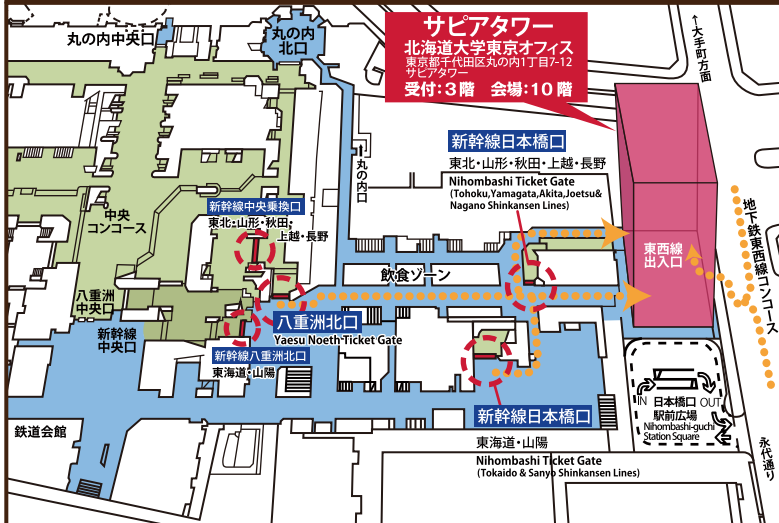 サピアタワー
北海道大学東京オフィス
東京都千代田区丸の内1丁目7-12
サピアタワー
受付：3階　会場：10階
丸の内中央口
丸の内
北口
←大手町方面
←丸の内口
新幹線日本橋口
東北・山形・秋田・上越・長野
Nihombashi Ticket Gate
(Tohoku,Yamagata,Akita,Joetsu&
Nagano Shinkansen Lines)
地下鉄東西線コンコース
中央
コンコース
新幹線中央乗換口
東北・山形・秋田・
上越・長野
東西線
出入口
飲食ゾーン
八重洲
中央口
八重洲北口
Yaesu Noeth Ticket Gate
新幹線
中央口
新幹線八重洲北口
東海道・山陽
新幹線日本橋口
東海道・山陽
Nihombashi Ticket Gate
(Tokaido & Sanyo Shinkansen Lines)
IN
OUT
日本橋口
駅前広場
Nihombashi-guchi
Station Square
鉄道会館
永代通り